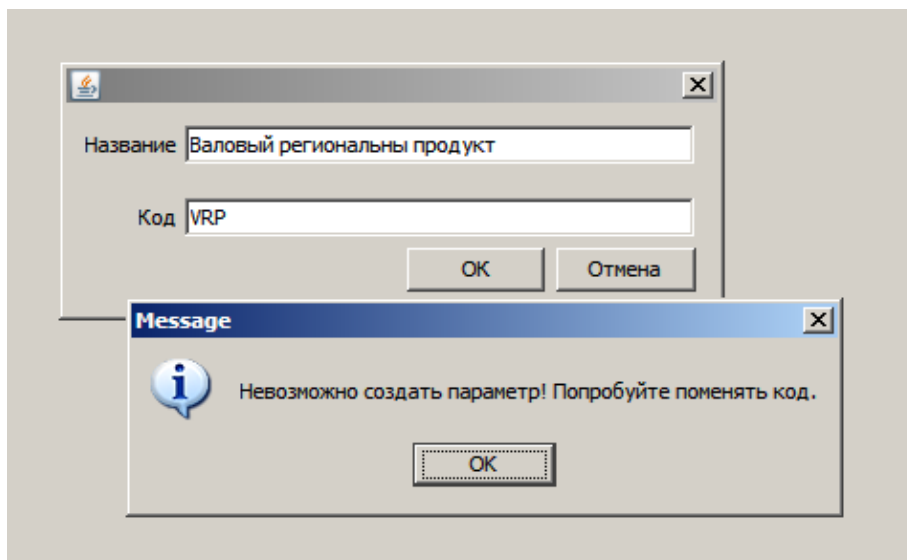 Название Валовый региональны продукт
Код VRP
ОК Отмена
Message
Невозможно создать параметр! Попробуйте поменять код.
OK